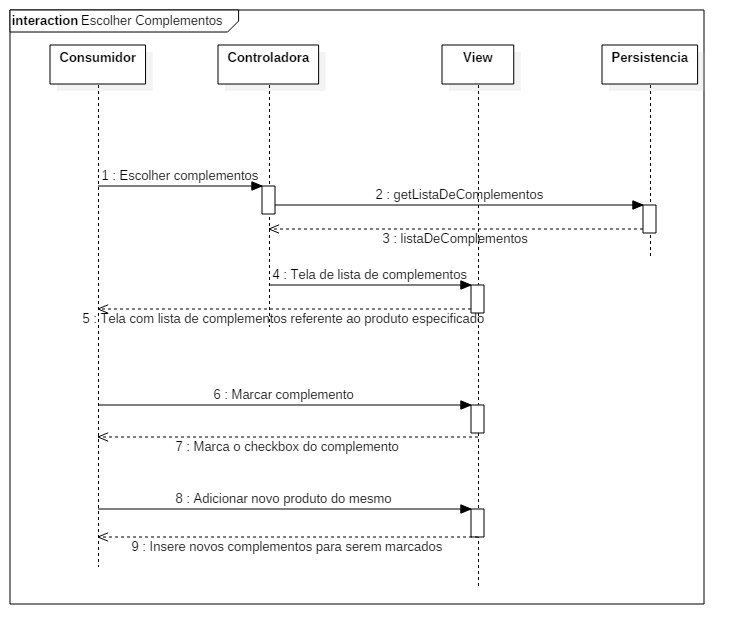 interaction Escolher Complementos
Consumidor
Controladora
View
Persistencia
1 : Escolher complementos
2 : getListaDeComplementos
3 : listaDeComplementos
4 : Tela de lista de complementos
5 : Tela com lista de complementos referente ao produto especificado
6 : Marcar complemento
7 : Marca o checkbox do complemento
8 : Adicionar novo produto do mesmo
9 : Insere novos complementos para serem marcados